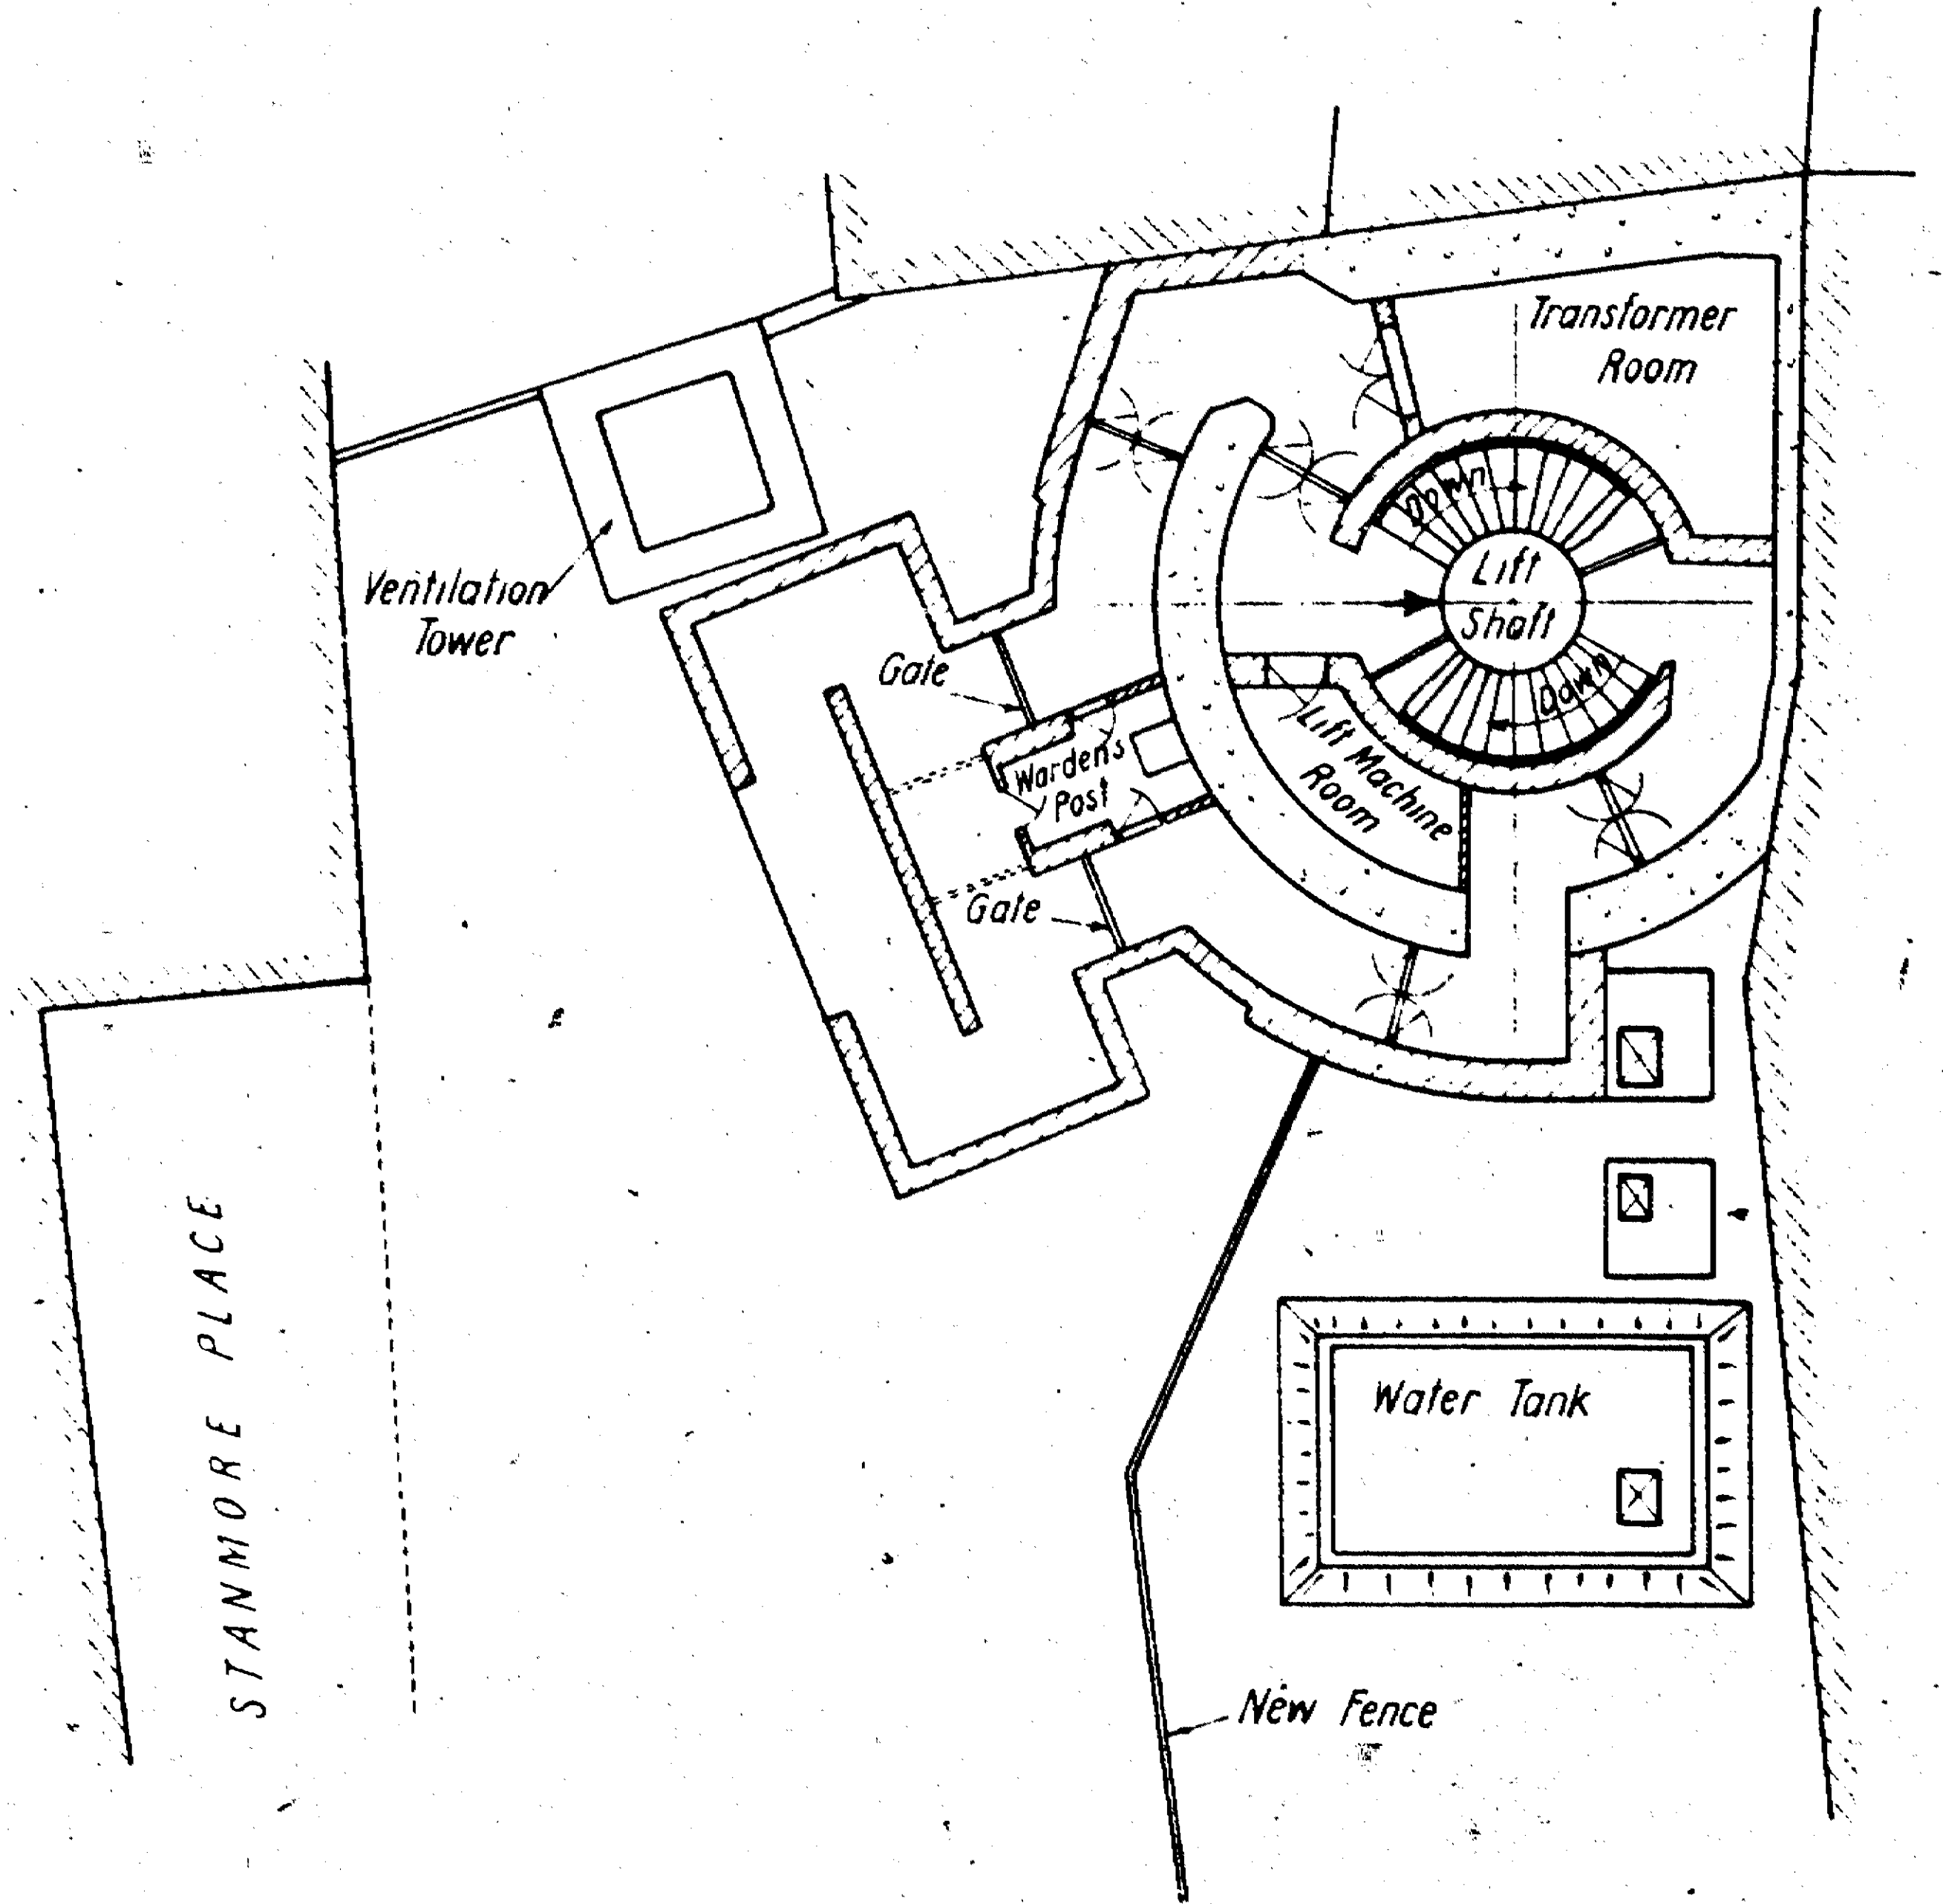 Transformer
Room
Down
Lift
Shaft
Ventilation
Tower
Gate
Down
Wardens
Post
Lift Machine
Room
Gate
STANMORE PLACE
Water Tank
New Fence